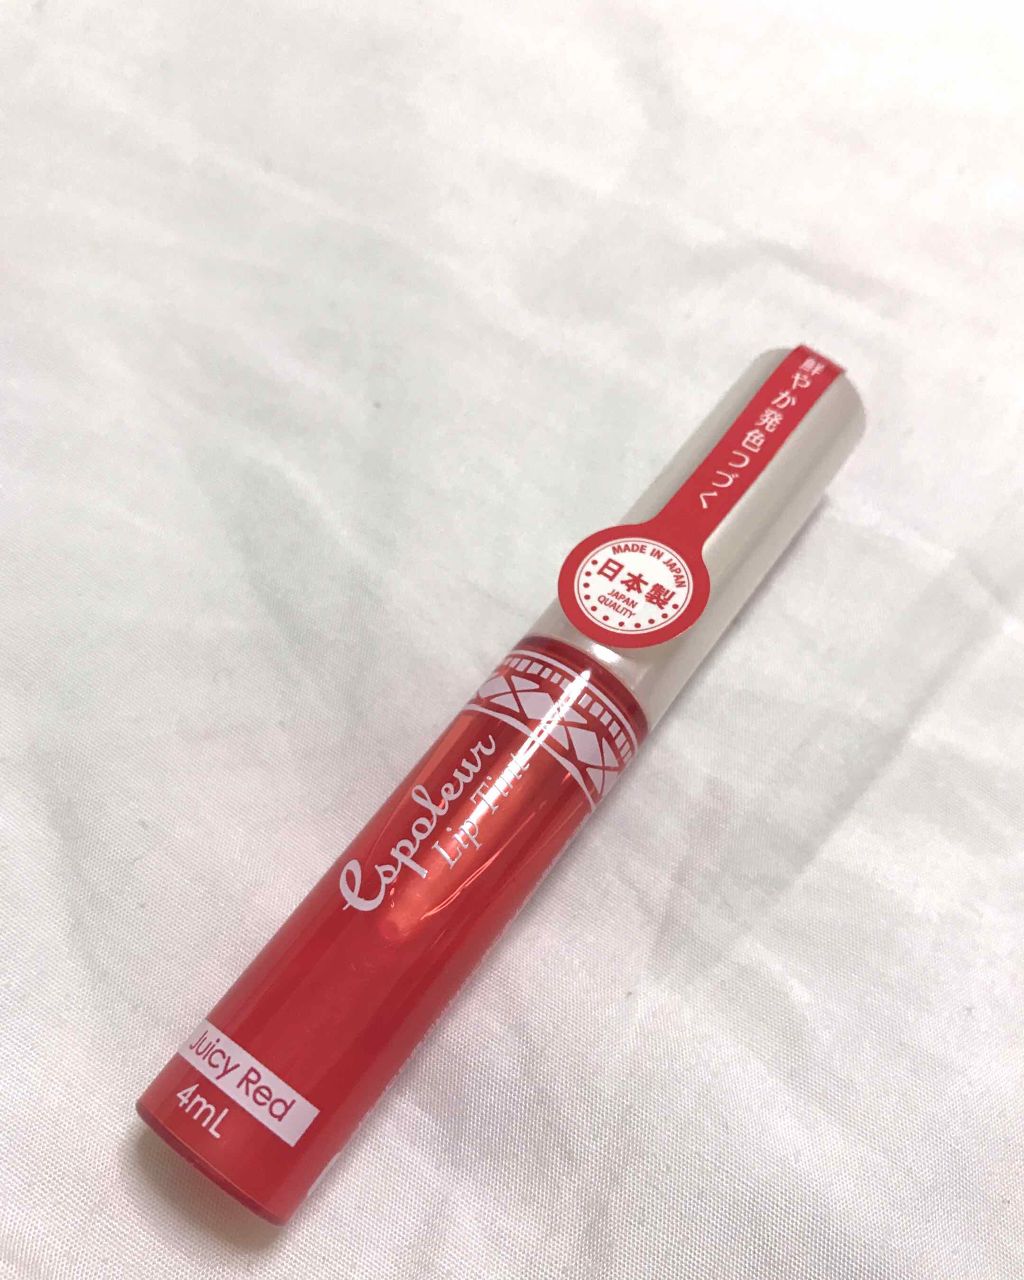 鮮やか発色つづく
MADE IN JAPAN
日本製
JAPAN
QUALITY
espoleur
Lip Tint
Juicy Red
4mL